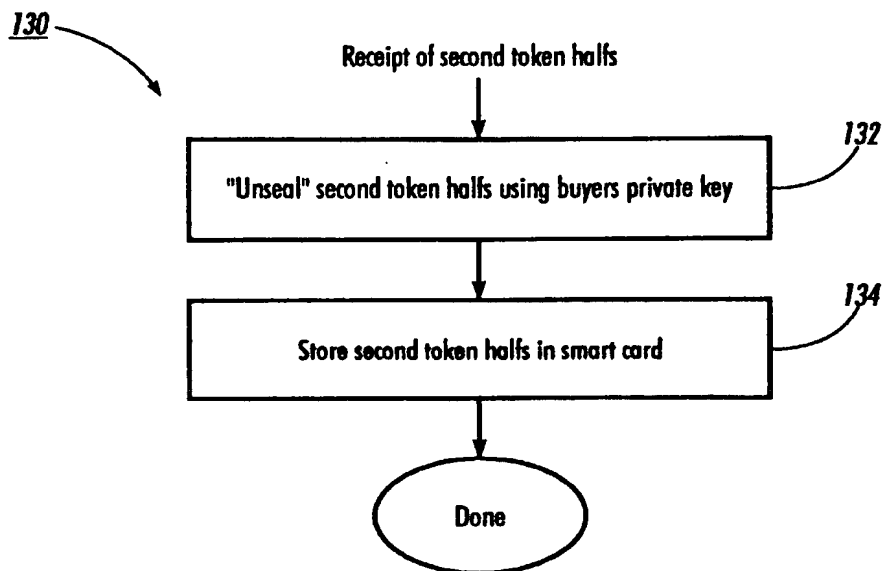 130
Receipt of second token halfs
132
"Unseal" second token halfs using buyers private key
134
Store second token halfs in smart card
Done